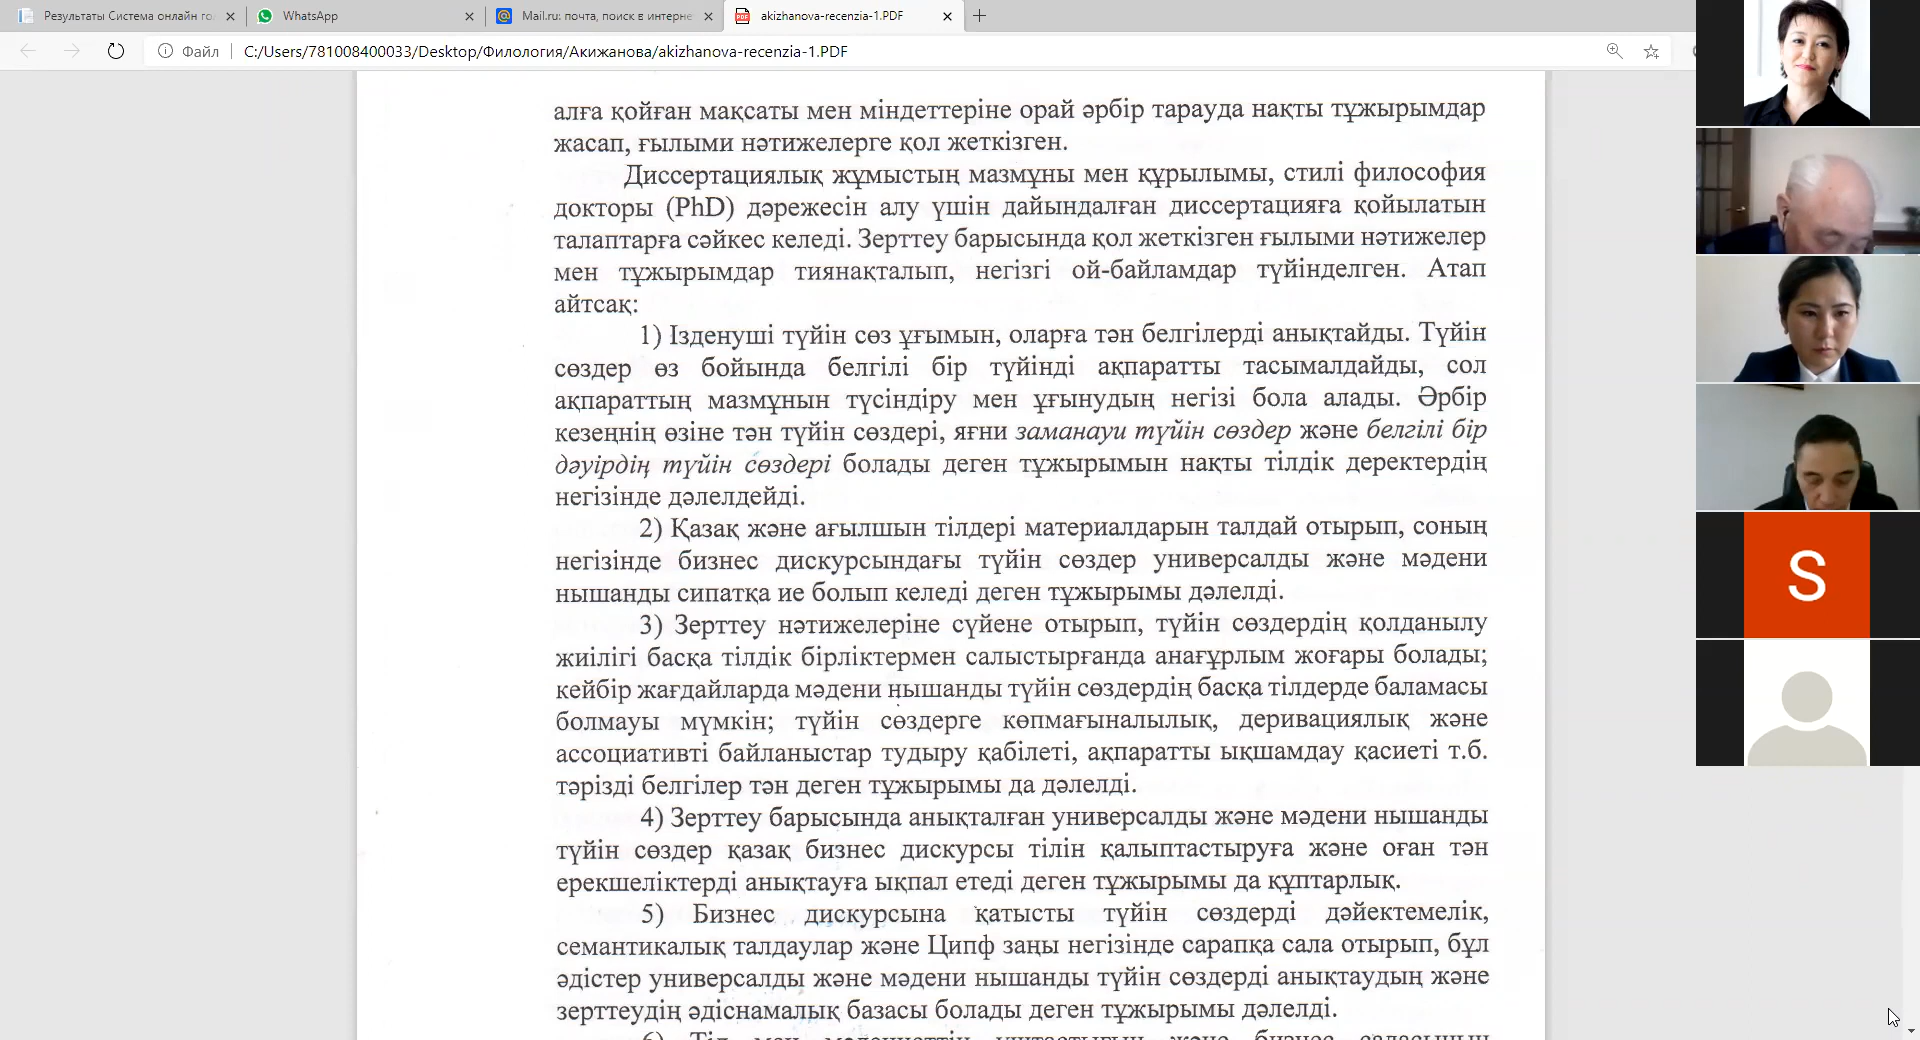 Результаты Система онлайн го
WhatsApp
Mail.ru: почта, поиск в интерне
akizhanova-recenzia-1.PDF
Файл
C:/Users/781008400033/Desktop/Филология/Акижанова/akizhanova-recenzia-1.PDF
алға қойған мақсаты мен міндеттеріне орай әрбір тарауда нақты тұжырымдар
жасап, ғылыми нәтижелерге қол жеткізген.
Диссертациялық жұмыстың мазмұны мен құрылымы, стилі философия
докторы (PhD) дәрежесін алу үшін дайындалған диссертацияға қойылатын
талаптарға сәйкес келеді. Зерттеу барысында қол жеткізген ғылыми нәтижелер
мен тұжырымдар тиянақталып, негізгі ой-байламдар түйінделген. Атап
айтсақ:
1) Ізденуші түйін сөз ұғымын, оларға тән белгілерді анықтайды. Түйін
сөздер өз бойында белгілі бір түйінді ақпаратты тасымалдайды, сол
ақпараттың мазмұнын түсіндіру мен ұғынудың негізі бола алады. Әрбір
кезеңнің өзіне тән түйін сөздері, яғни заманауи түйін сөздер және белгілі бір
дәуірдің түйін сөздері болады деген тұжырымын нақты тілдік деректердің
негізінде дәлелдейді.
2) Қазақ және ағылшын тілдері материалдарын талдай отырып, соның
негізінде бизнес дискурсындағы түйін сөздер универсалды және мәдени
нышанды сипатқа ие болып келеді деген тұжырымы дәлелді.
3) Зерттеу нәтижелеріне сүйене отырып, түйін сөздердің қолданылу
жиілігі басқа тілдік бірліктермен салыстырғанда анағұрлым жоғары болады;
кейбір жағдайларда мәдени нышанды түйін сөздердің басқа тілдерде баламасы
болмауы мүмкін; түйін сөздерге көпмағыналылық, деривациялық және
ассоциативті байланыстар тудыру қабілеті, ақпаратты ықшамдау қасиеті т.б.
тәрізді белгілер тән деген тұжырымы да дәлелді.
4) Зерттеу барысында анықталған универсалды және мәдени нышанды
түйін сөздер қазақ бизнес дискурсы тілін қалыптастыруға және оған тән
ерекшеліктерді анықтауға ықпал етеді деген тұжырымы да құптарлық.
5) Бизнес дискурсына қатысты түйін сөздерді дәйектемелік,
семантикалық талдаулар және Ципф заңы негізінде сарапқа сала отырып, бұл
әдістер универсалды және мәдени нышанды түйін сөздерді анықтаудың және
зерттеудің әдіснамалық базасы болады деген тұжырымы дәлелді.
6) Тіл мен мәдениеттің ұштастығын және бизнес саласының
S